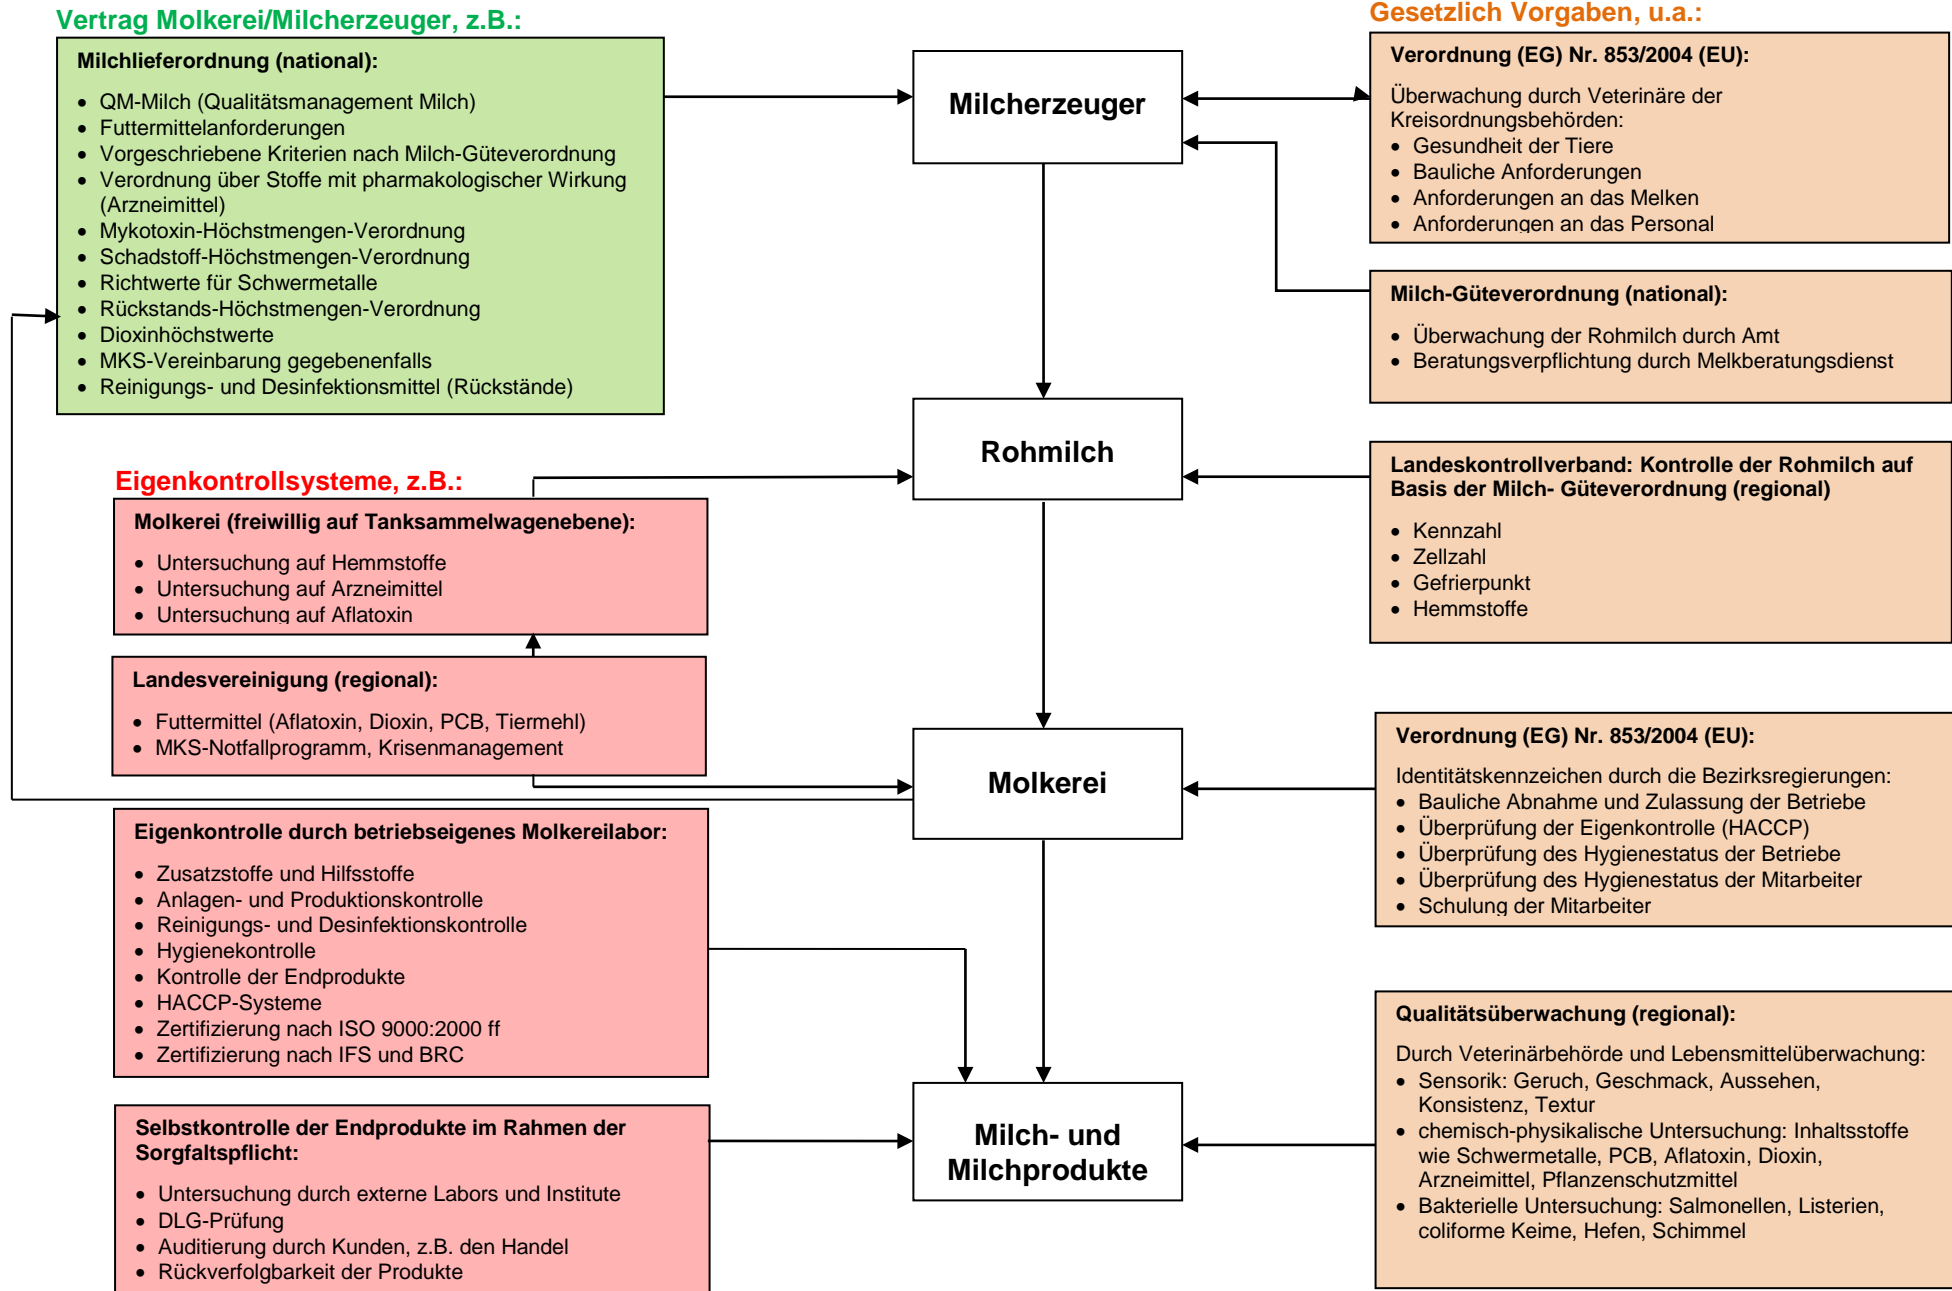 Vertrag Molkerei/Milcherzeuger, z.B.:
Milchlieferordnung (national):
• QM-Milch (Qualitätsmanagement Milch)
• Futtermittelanforderungen
• Vorgeschriebene Kriterien nach Milch-Güteverordnung
• Verordnung über Stoffe mit pharmakologischer Wirkung
(Arzneimittel)
• Mykotoxin-Höchstmengen-Verordnung
• Schadstoff-Höchstmengen-Verordnung
• Richtwerte für Schwermetalle
• Rückstands-Höchstmengen-Verordnung
• Dioxinhöchstwerte
• MKS-Vereinbarung gegebenenfalls
• Reinigungs- und Desinfektionsmittel (Rückstände)
Eigenkontrollsysteme, z.B.:
Molkerei (freiwillig auf Tanksammelwagenebene):
• Untersuchung auf Hemmstoffe
• Untersuchung auf Arzneimittel
• Untersuchung auf Aflatoxin
Landesvereinigung (regional):
• Futtermittel (Aflatoxin, Dioxin, PCB, Tiermehl)
• MKS-Notfallprogramm, Krisenmanagement
Eigenkontrolle durch betriebseigenes Molkereilabor:
• Zusatzstoffe und Hilfsstoffe
• Anlagen- und Produktionskontrolle
• Reinigungs- und Desinfektionskontrolle
• Hygienekontrolle
• Kontrolle der Endprodukte
• HACCP-Systeme
• Zertifizierung nach ISO 9000:2000 ff
• Zertifizierung nach IFS und BRC
Selbstkontrolle der Endprodukte im Rahmen der
Sorgfaltspflicht:
• Untersuchung durch externe Labors und Institute
• DLG-Prüfung
• Auditierung durch Kunden, z.B. den Handel
• Rückverfolgbarkeit der Produkte
Milcherzeuger
Rohmilch
Molkerei
Milch- und
Milchprodukte
Gesetzlich Vorgaben, u.a.:
Verordnung (EG) Nr. 853/2004 (EU):
Überwachung durch Veterinäre der
Kreisordnungsbehörden:
• Gesundheit der Tiere
• Bauliche Anforderungen
• Anforderungen an das Melken
• Anforderungen an das Personal
Milch-Güteverordnung (national):
• Überwachung der Rohmilch durch Amt
• Beratungsverpflichtung durch Melkberatungsdienst
Landeskontrollverband: Kontrolle der Rohmilch auf
Basis der Milch- Güteverordnung (regional)
• Kennzahl
• Zellzahl
• Gefrierpunkt
• Hemmstoffe
Verordnung (EG) Nr. 853/2004 (EU):
Identitätskennzeichen durch die Bezirksregierungen:
• Bauliche Abnahme und Zulassung der Betriebe
• Überprüfung der Eigenkontrolle (HACCP)
• Überprüfung des Hygienestatus der Betriebe
• Überprüfung des Hygienestatus der Mitarbeiter
• Schulung der Mitarbeiter
Qualitätsüberwachung (regional):
Durch Veterinärbehörde und Lebensmittelüberwachung:
• Sensorik: Geruch, Geschmack, Aussehen,
Konsistenz, Textur
• chemisch-physikalische Untersuchung: Inhaltsstoffe
wie Schwermetalle, PCB, Aflatoxin, Dioxin,
Arzneimittel, Pflanzenschutzmittel
• Bakterielle Untersuchung: Salmonellen, Listerien,
coliforme Keime, Hefen, Schimmel